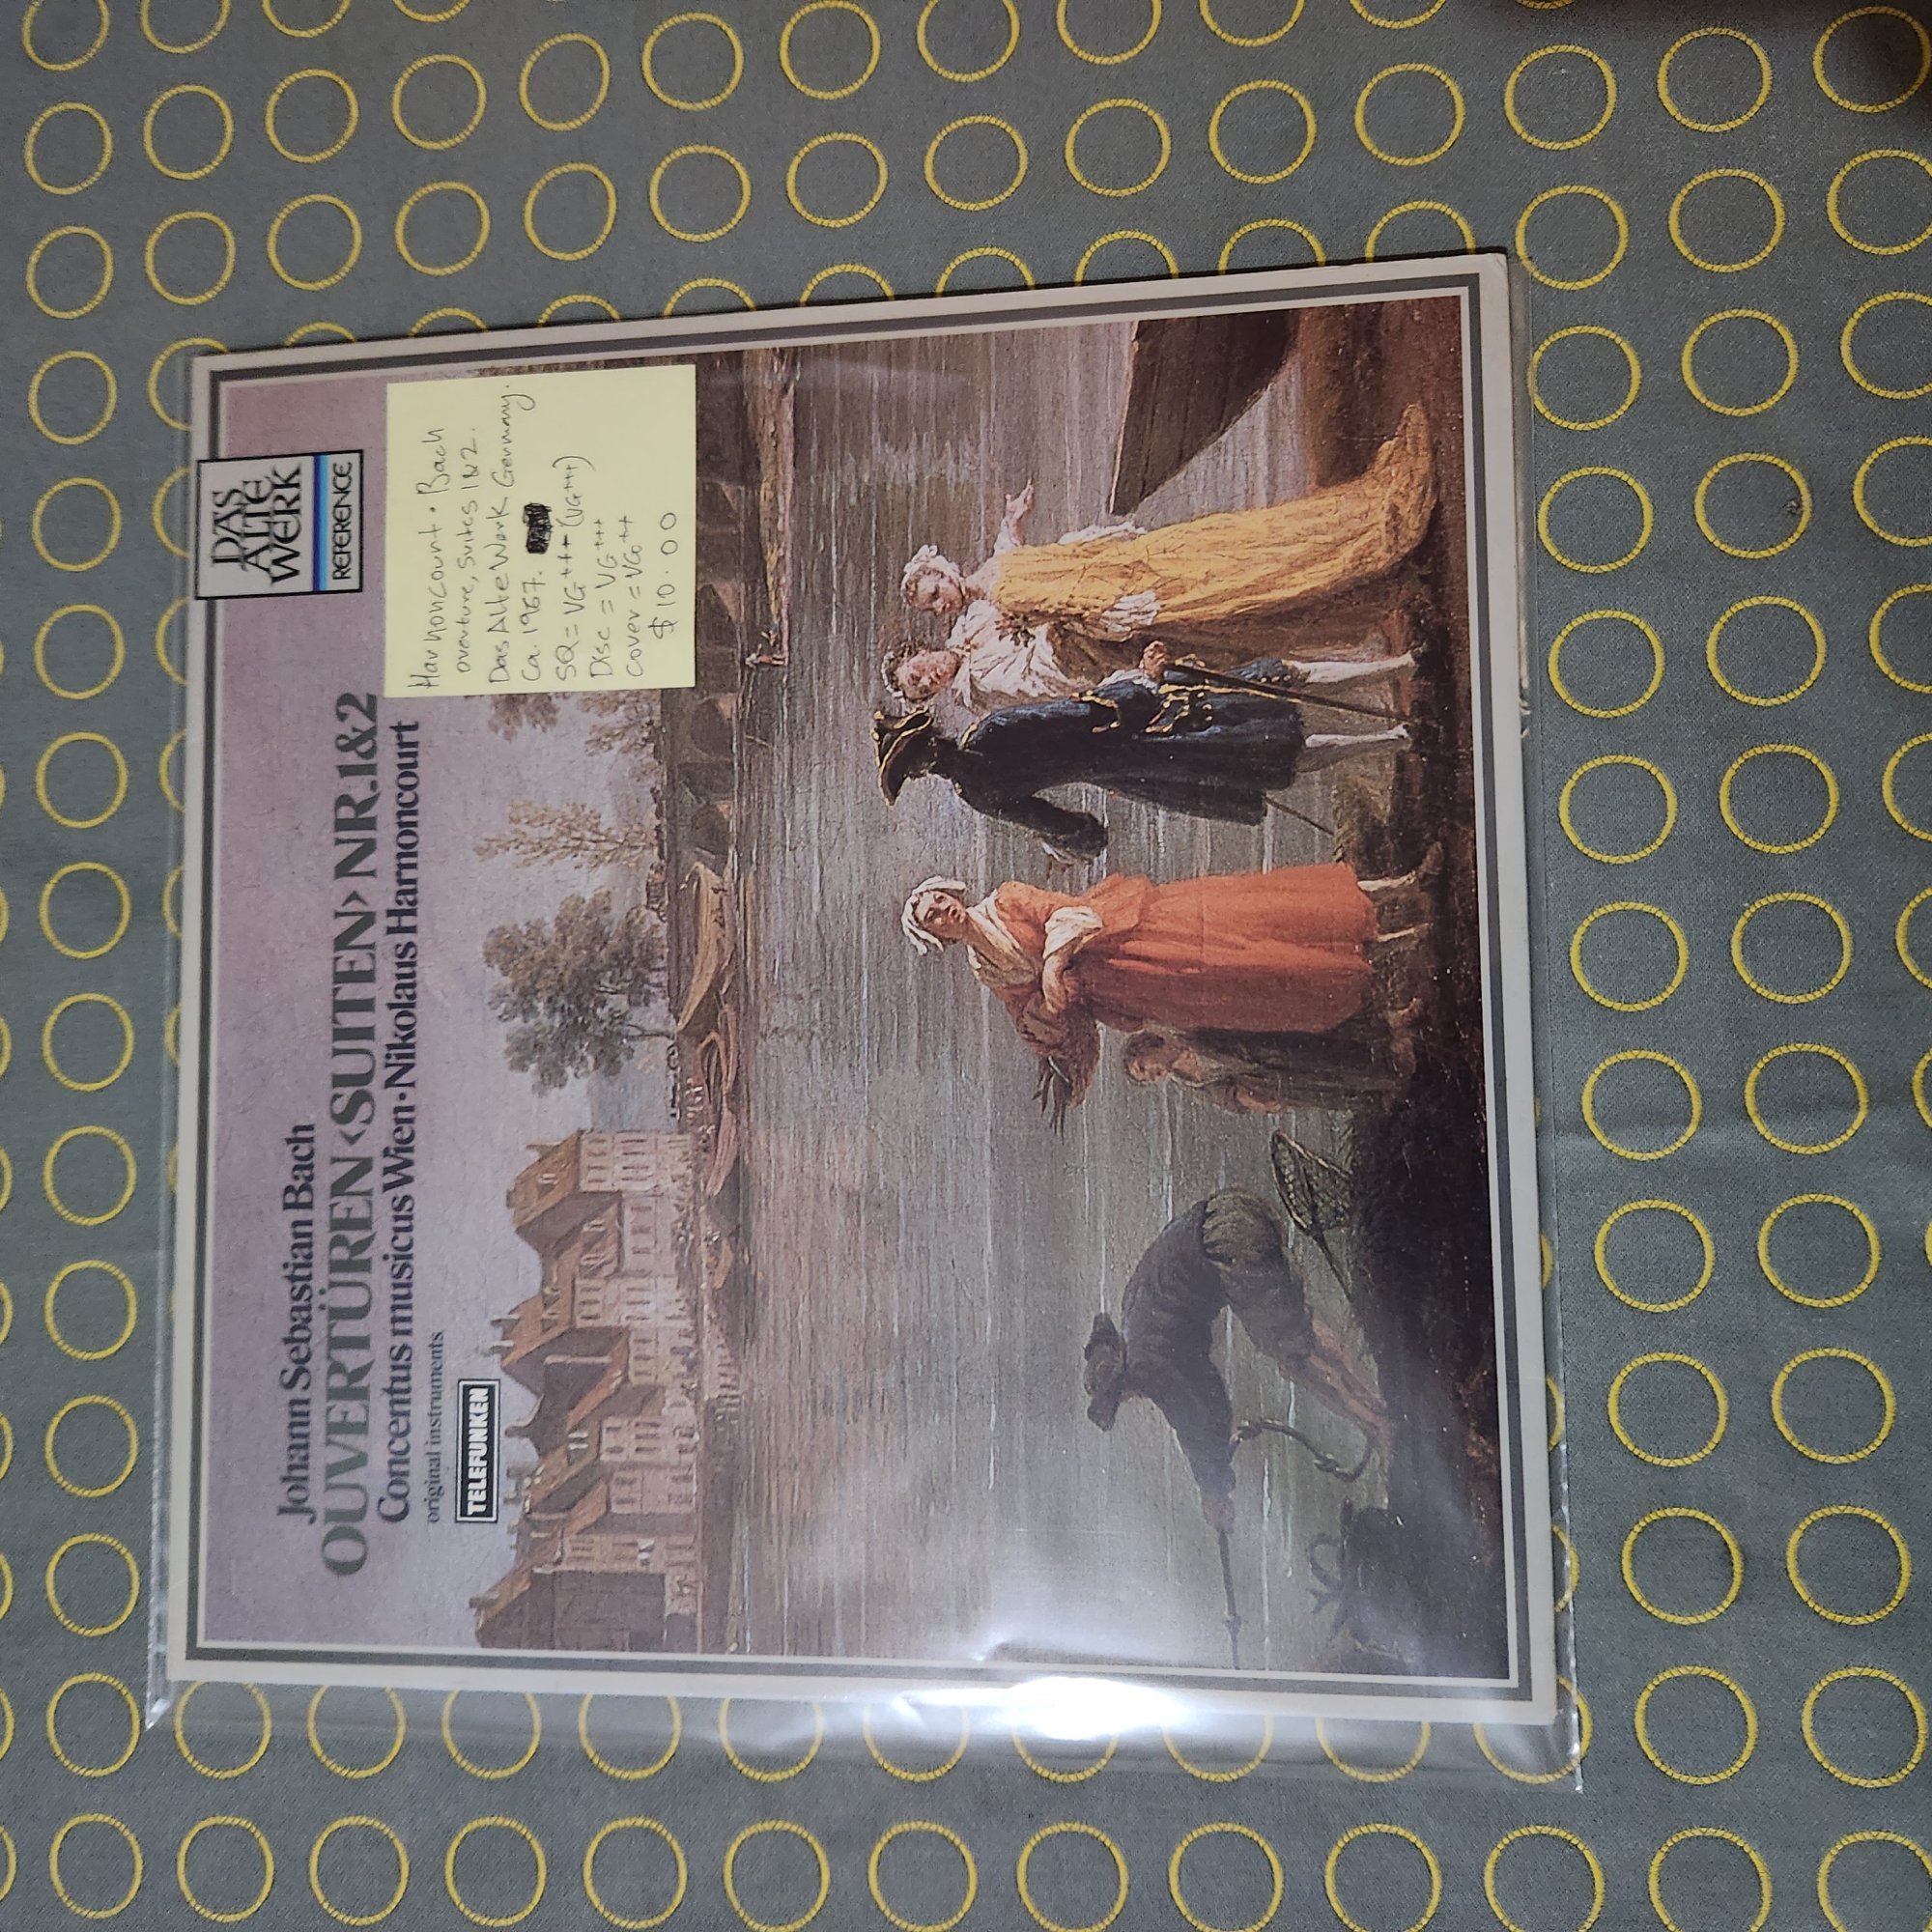 DAS
ALTE
WERK
REFERENCE
Johann Sebastian Bach
OUVERTÜREN <SUITEN> NR.1&2
Concentus musicus Wien·Nikolaus Harnoncourt
original instruments
TELEFUNKEN
Harnoncourt · Bach
overture, Suites 1&2.
Das Alte Werk Germany.
Ca. 1967.
SQ = VG+++ (VG+++)
Disc = VG+++
Cover = VG++
$10.00